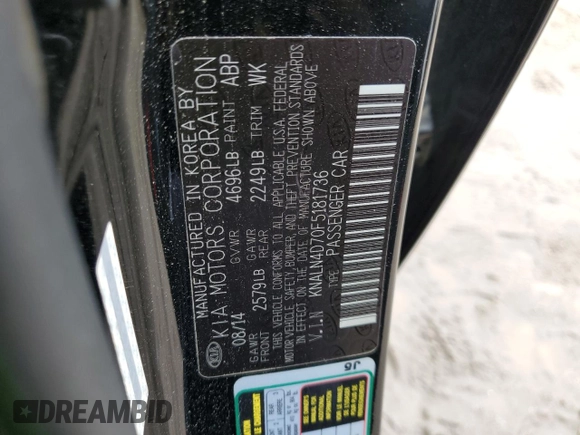 MANUFACTURED IN KOREA BY
KIA MOTORS CORPORATION
08/14 GVWR 4696LB PAINT ABP
GAWR FRONT 2579LB GAWR REAR 2249LB TRIM WK
THIS VEHICLE CONFORMS TO ALL APPLICABLE U.S.A. FEDERAL
MOTOR VEHICLE SAFETY, BUMPER, AND THEFT PREVENTION STANDARDS
IN EFFECT ON THE DATE OF MANUFACTURE SHOWN ABOVE
V.I.N KNALN4D70F5181736
TYPE: PASSENGER CAR
KIA
J6
DREAMBID